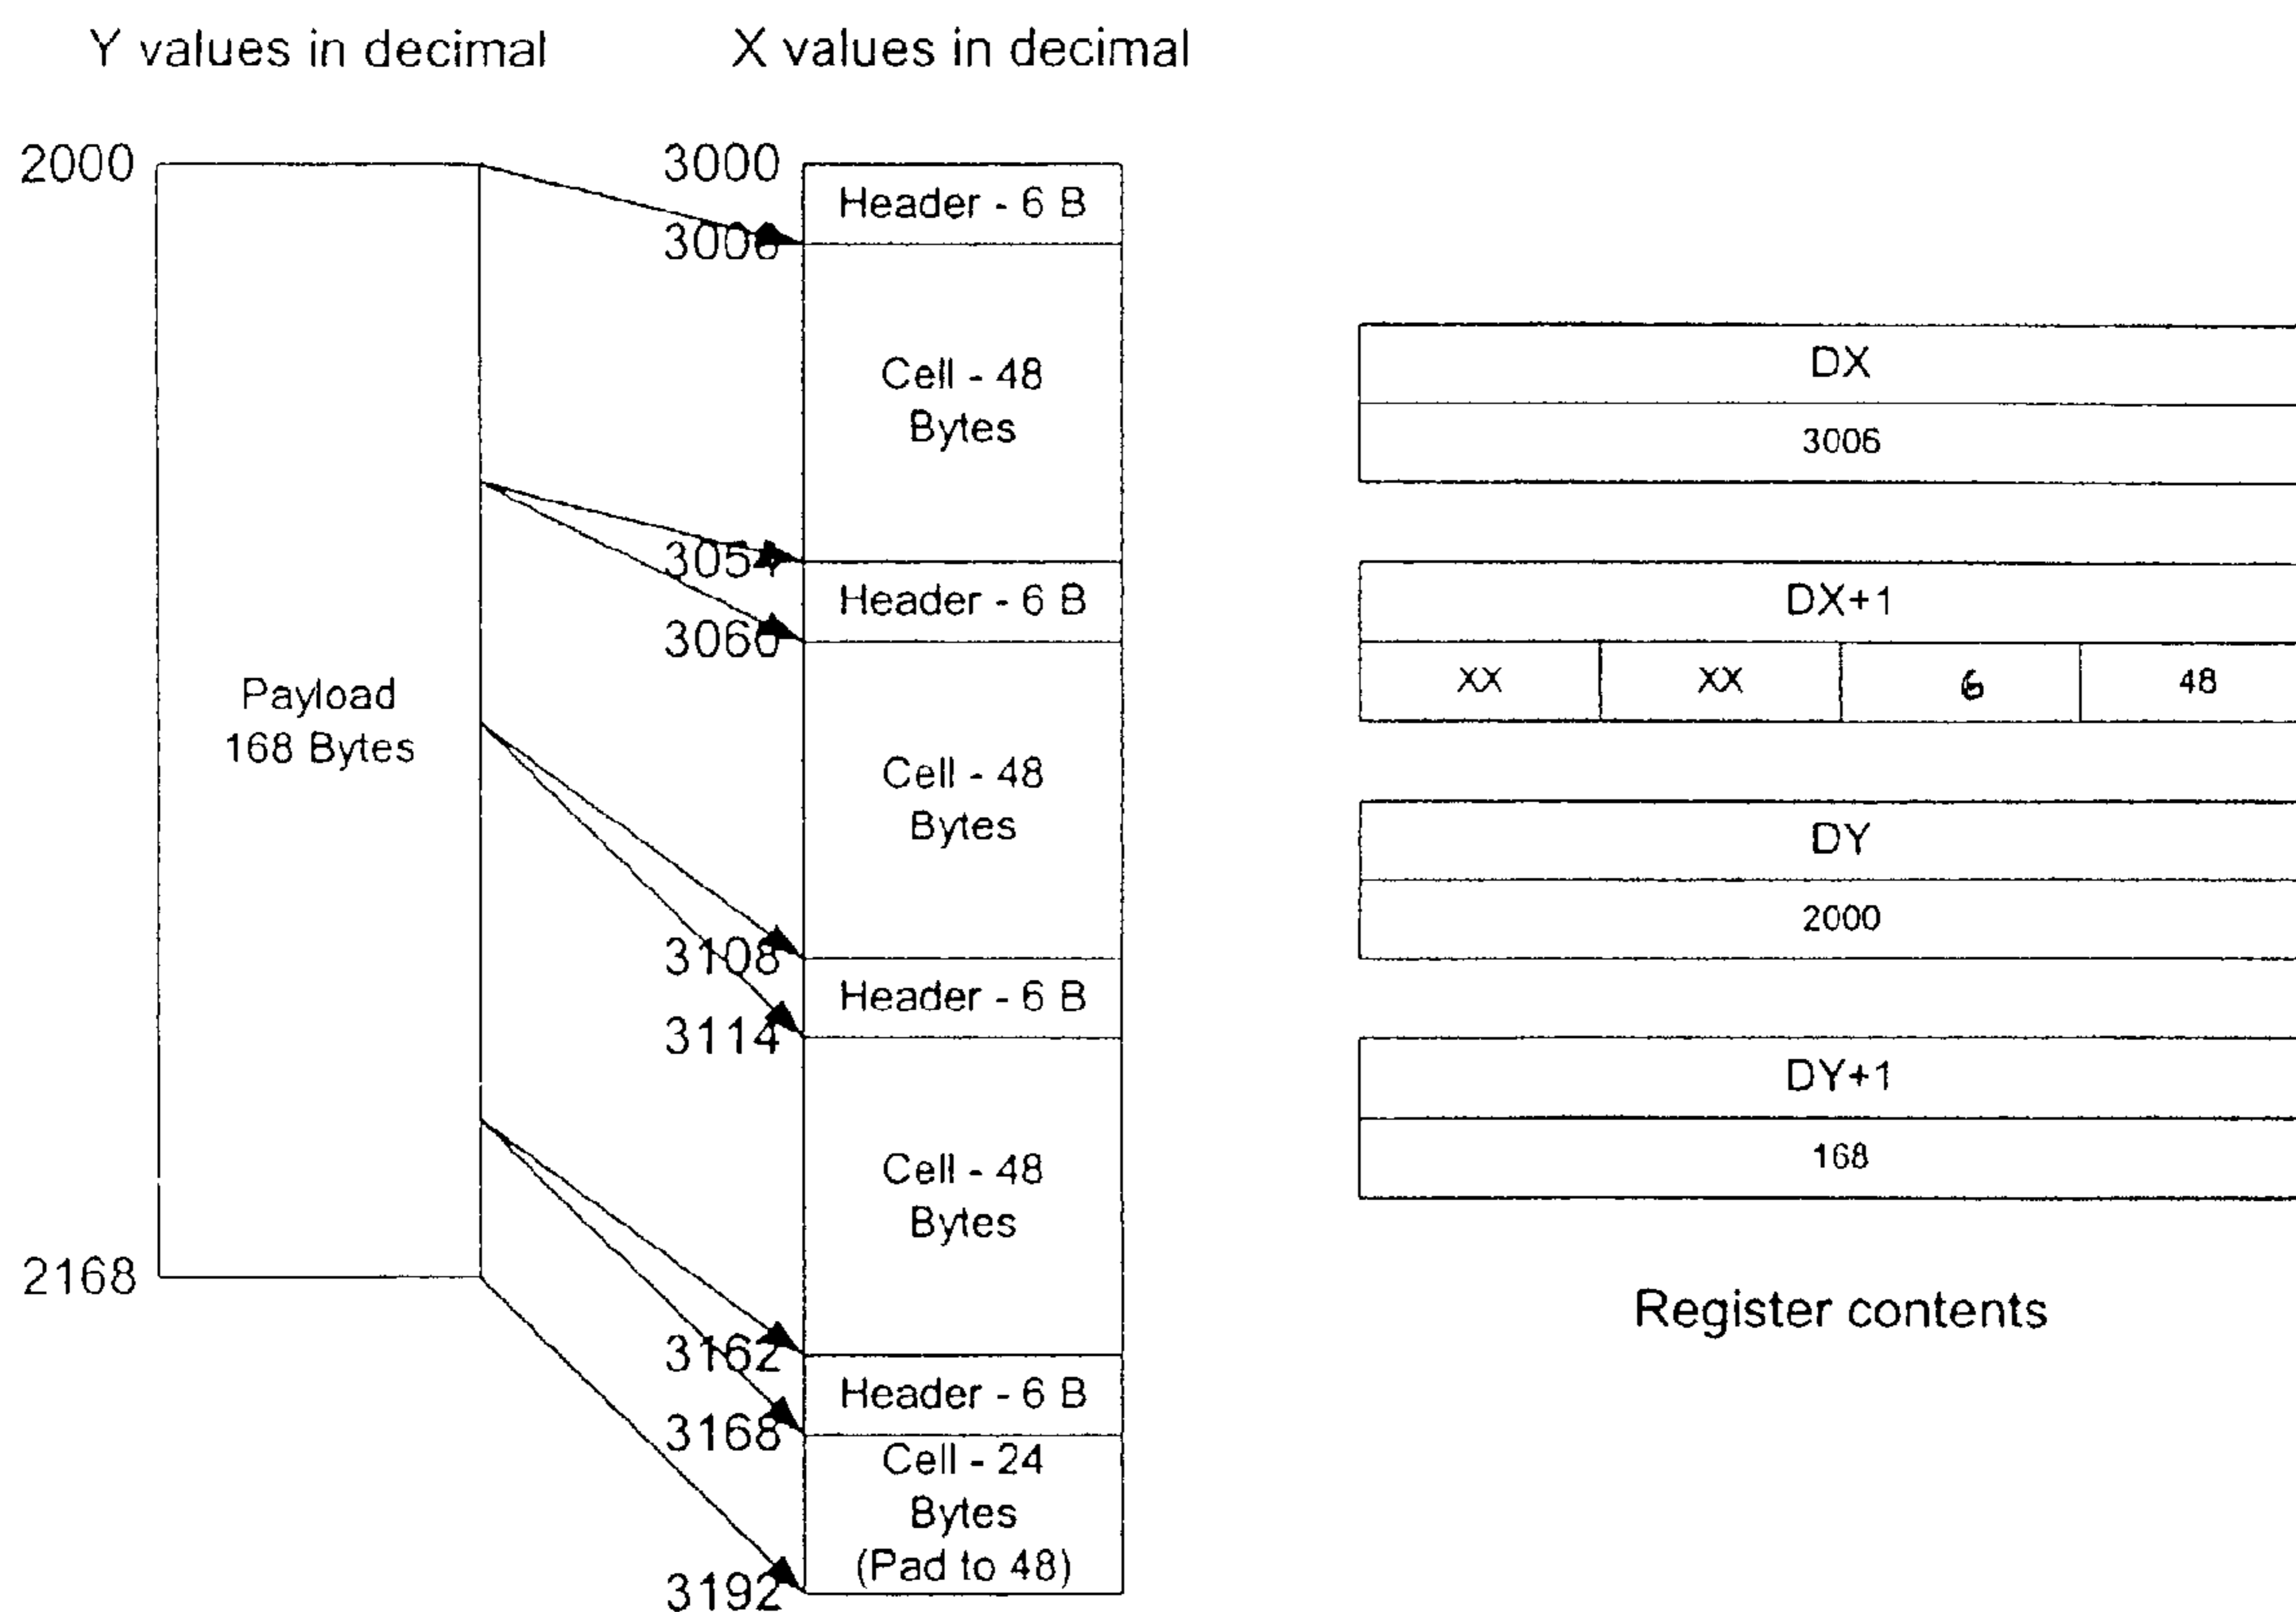 Y values in decimal
X values in decimal
2000
Payload
168 Bytes
2168
3000
Header - 6 B
3006
Cell - 48
Bytes
3054
Header - 6 B
3060
Cell - 48
Bytes
3108
Header - 6 B
3114
Cell - 48
Bytes
3162
Header - 6 B
3168
Cell - 24
Bytes
(Pad to 48)
3192
DX
3006
DX+1
XX XX 6 48
DY
2000
DY+1
168
Register contents